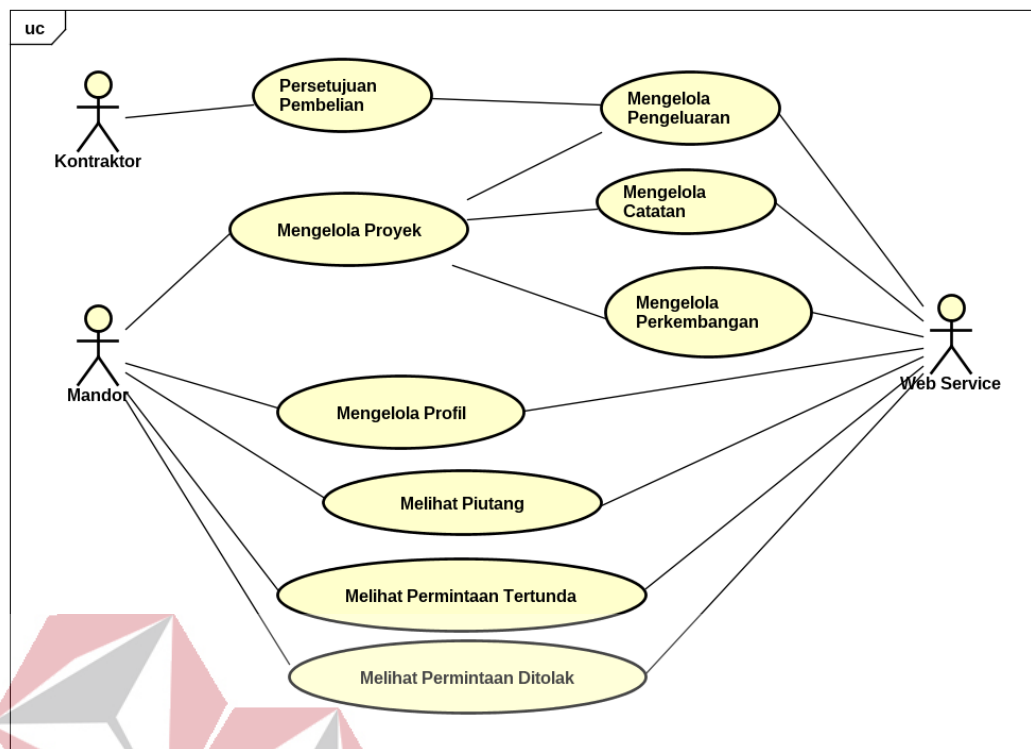 uc
Persetujuan
Pembelian
Mengelola
Pengeluaran
Kontraktor
Mengelola
Catatan
Mengelola Proyek
Mengelola
Perkembangan
Mandor
Web Service
Mengelola Profil
Melihat Piutang
Melihat Permintaan Tertunda
Melihat Permintaan Ditolak